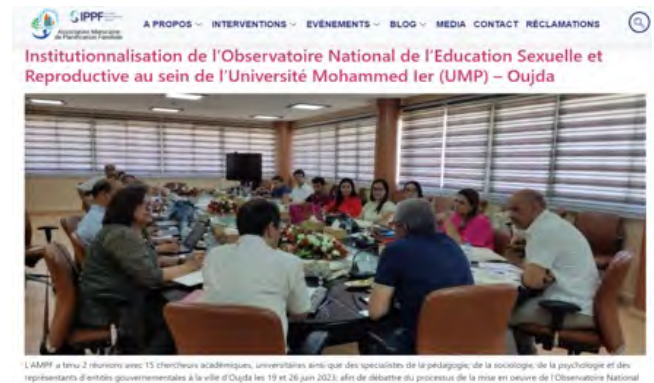 IPPF
Association Marocaine
de Planification Familiale
A PROPOS INTERVENTIONS EVÉNEMENTS BLOG MEDIA CONTACT RÉCLAMATIONS
Institutionnalisation de l'Observatoire National de l'Education Sexuelle et
Reproductive au sein de l'Université Mohammed Ier (UMP) – Oujda
L'AMPF a tenu 2 réunions avec 15 chercheurs académiques, universitaires ainsi que des specialistes de la pédagogie; de la sociologie; de la psychologie et des
représentants d'entités gouvernementales à la ville d'Oujda les 19 et 26 juin 2023; afin de débattre du processus de la mise en oeuvre de l'Observatoire National